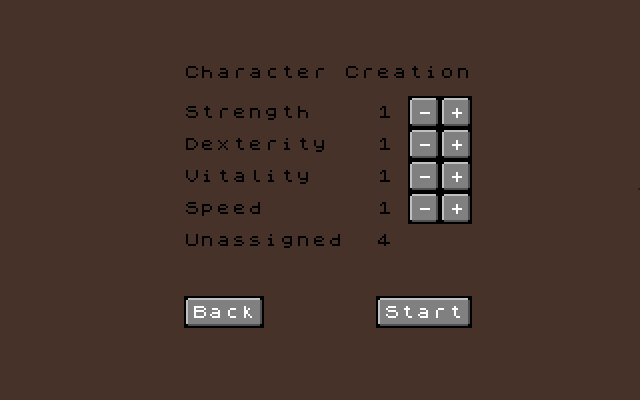 Character Creation
Strength 1 - +
Dexterity 1 - +
Vitality 1 - +
Speed 1 - +
Unassigned 4
Back Start